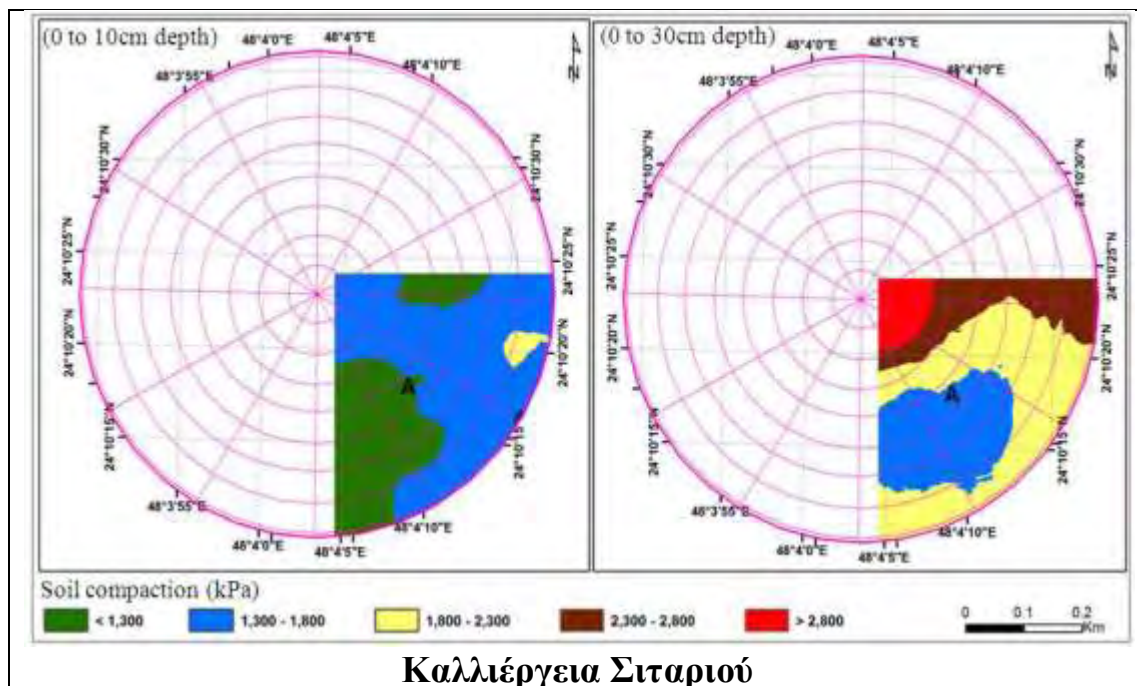 (0 to 10cm depth)
48°4'0"E
48°4'5"E
48°4'10"E
48°3'55"E
24°10'30"N
24°10'30"N
24°10'25"N
24°10'25"N
24°10'20"N
24°10'20"N
A
24°10'15"N
24°10'15"N
48°3'55"E
48°4'0"E
48°4'5"E
48°4'10"E
N
(0 to 30cm depth)
48°4'0"E
48°4'5"E
48°4'10"E
48°3'55"E
24°10'30"N
24°10'30"N
24°10'25"N
24°10'25"N
24°10'20"N
24°10'20"N
A
24°10'15"N
24°10'15"N
48°3'55"E
48°4'0"E
48°4'5"E
48°4'10"E
N
Soil compaction (kPa)
< 1,300
1,300 - 1,800
1,800 - 2,300
2,300 - 2,800
> 2,800
0 0.1 0.2
Km
Καλλιέργεια Σιταριού